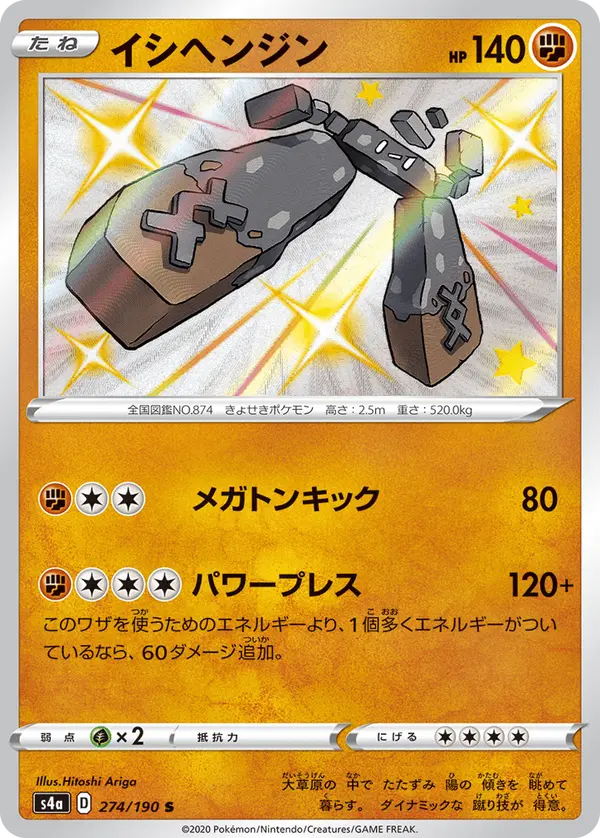 たね イシヘンジン HP 140
全国図鑑NO.874 きょせきポケモン 高さ：2.5m 重さ：520.0kg
メガトンキック 80
パワープレス 120+
このワザを使うためのエネルギーより、1個多くエネルギーがつい
ているなら、60ダメージ追加。
弱点 ×2 抵抗力 にげる
Illus.Hitoshi Ariga
s4a D 274/190 S
大草原の 中で たたずみ 陽の 傾きを 眺めて
暮らす。 ダイナミックな 蹴り技が 得意。
©2020 Pokémon/Nintendo/Creatures/GAME FREAK.